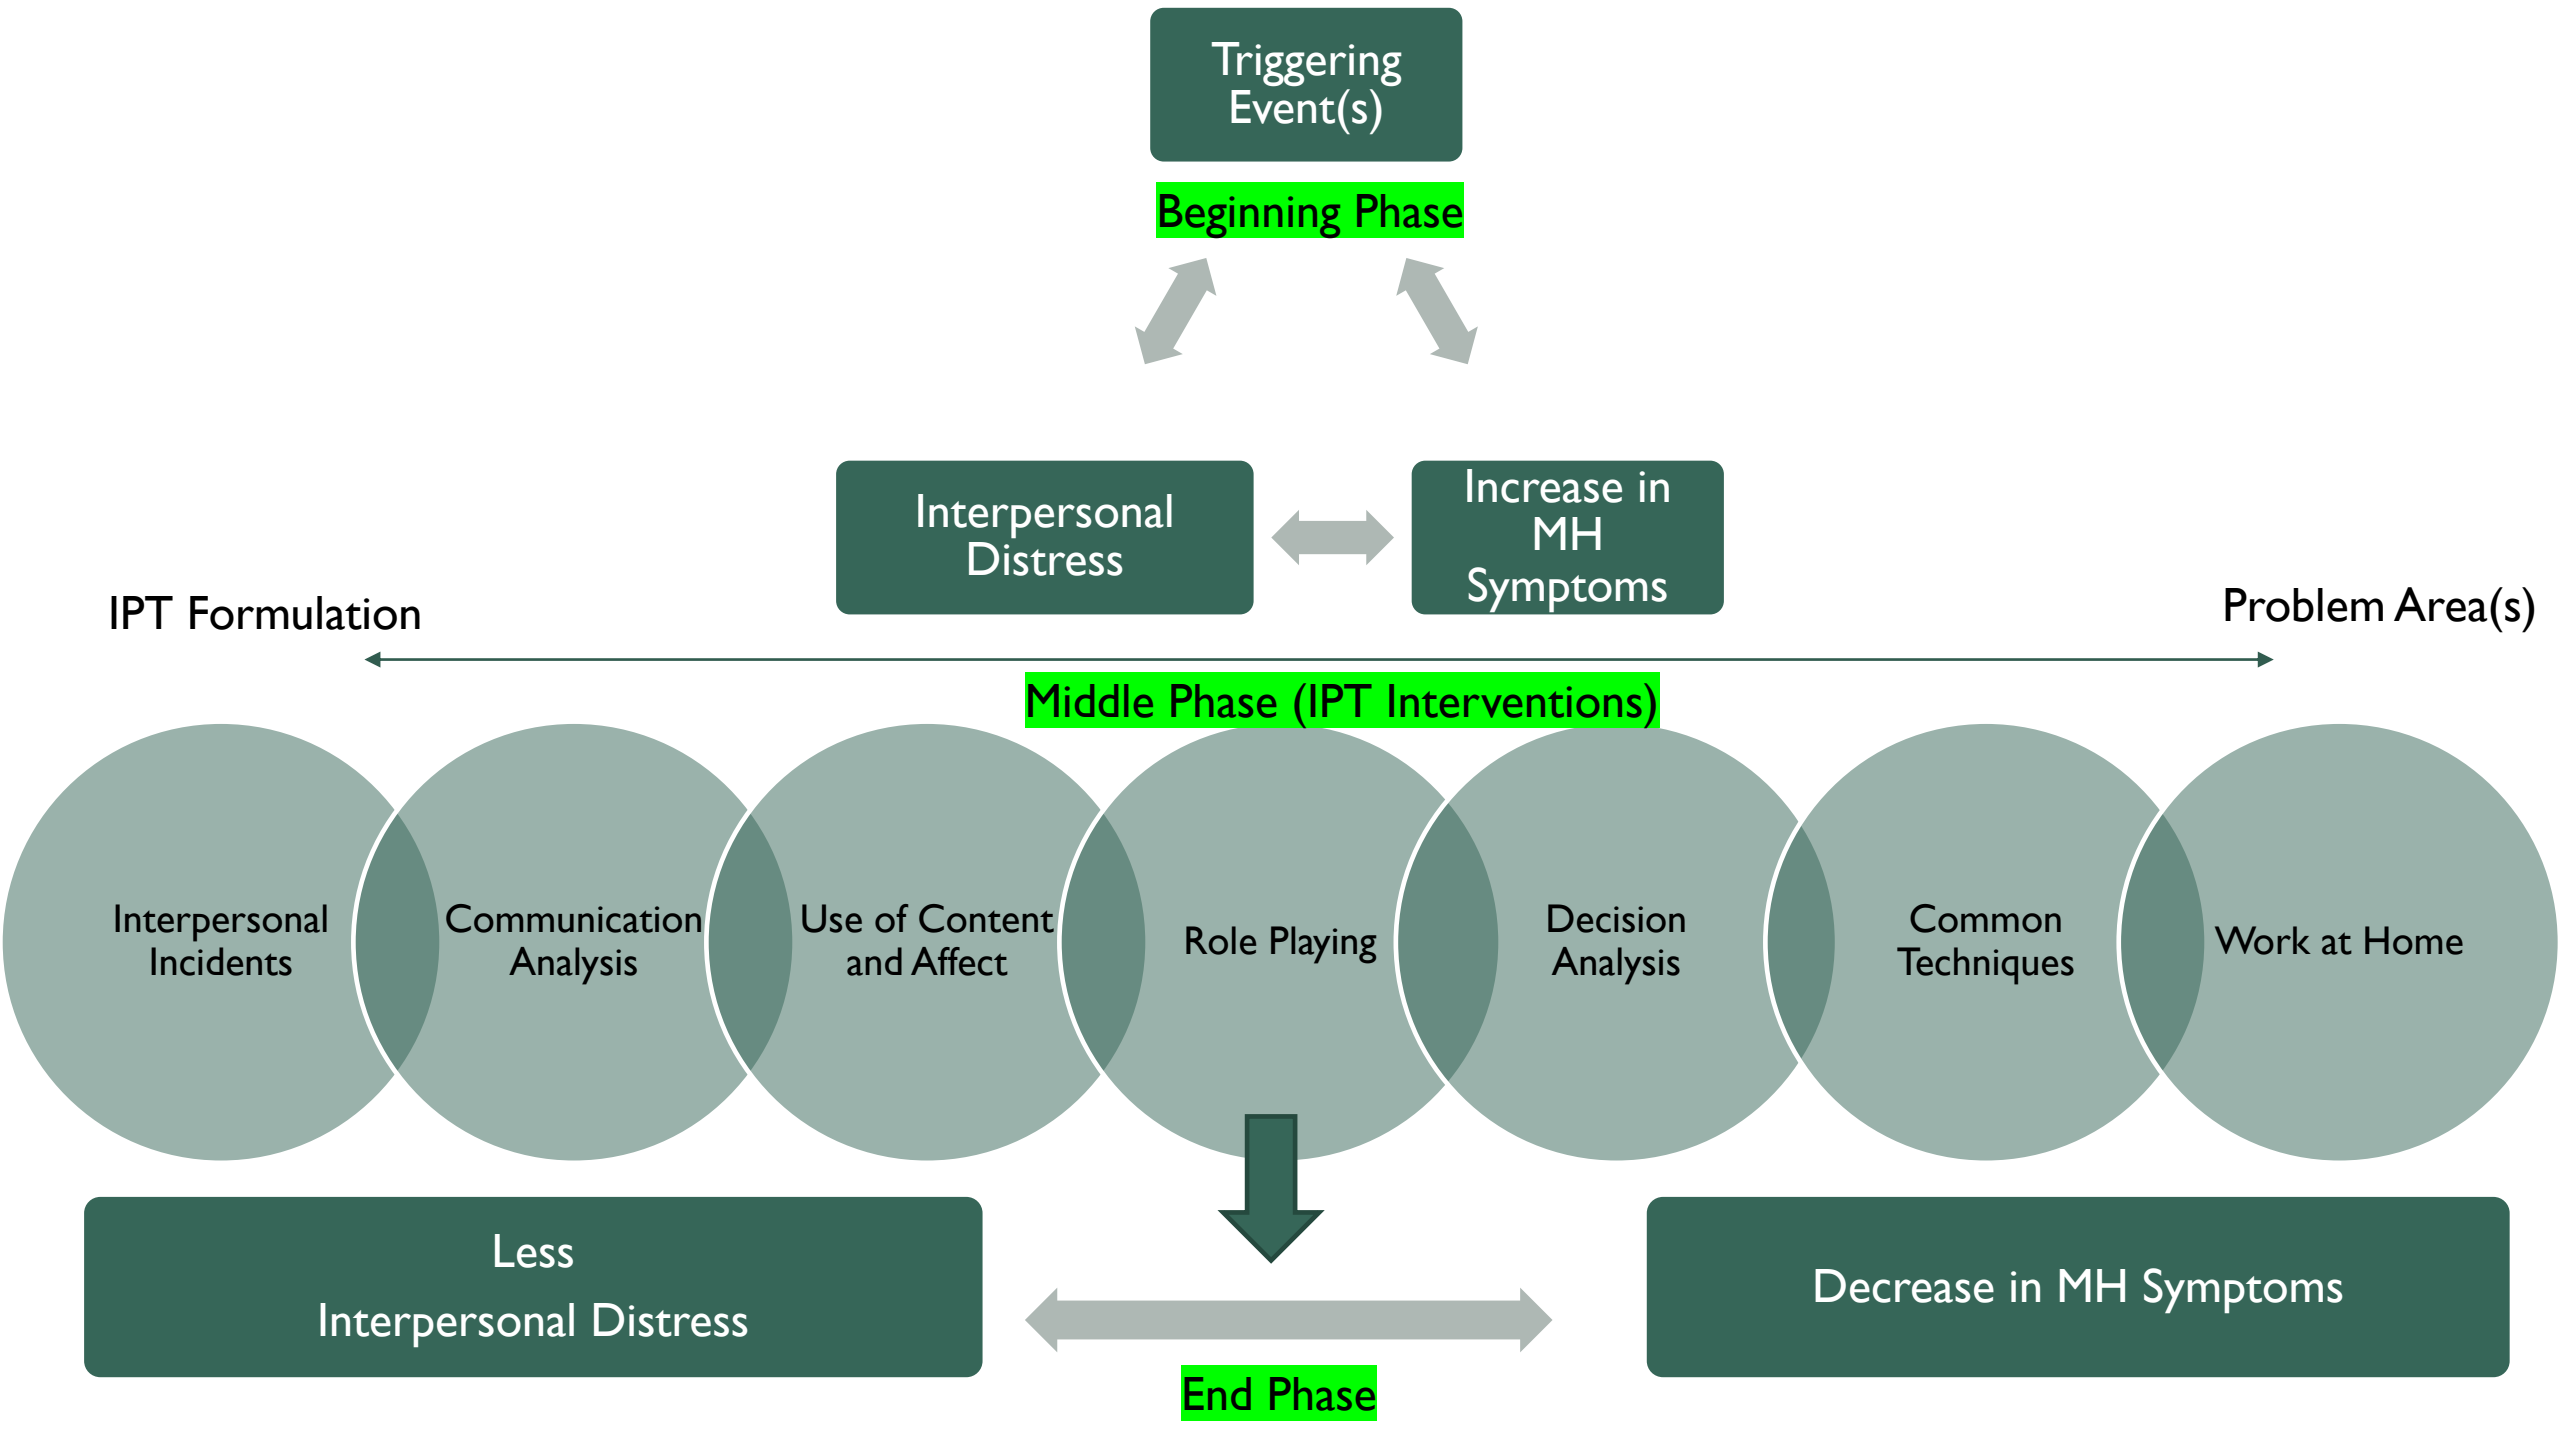 Triggering
Event(s)
Beginning Phase
Interpersonal
Distress
Increase in
MH
Symptoms
IPT Formulation
Problem Area(s)
Middle Phase (IPT Interventions)
Interpersonal
Incidents
Communication
Analysis
Use of Content
and Affect
Role Playing
Decision
Analysis
Common
Techniques
Work at Home
Less
Interpersonal Distress
Decrease in MH Symptoms
End Phase